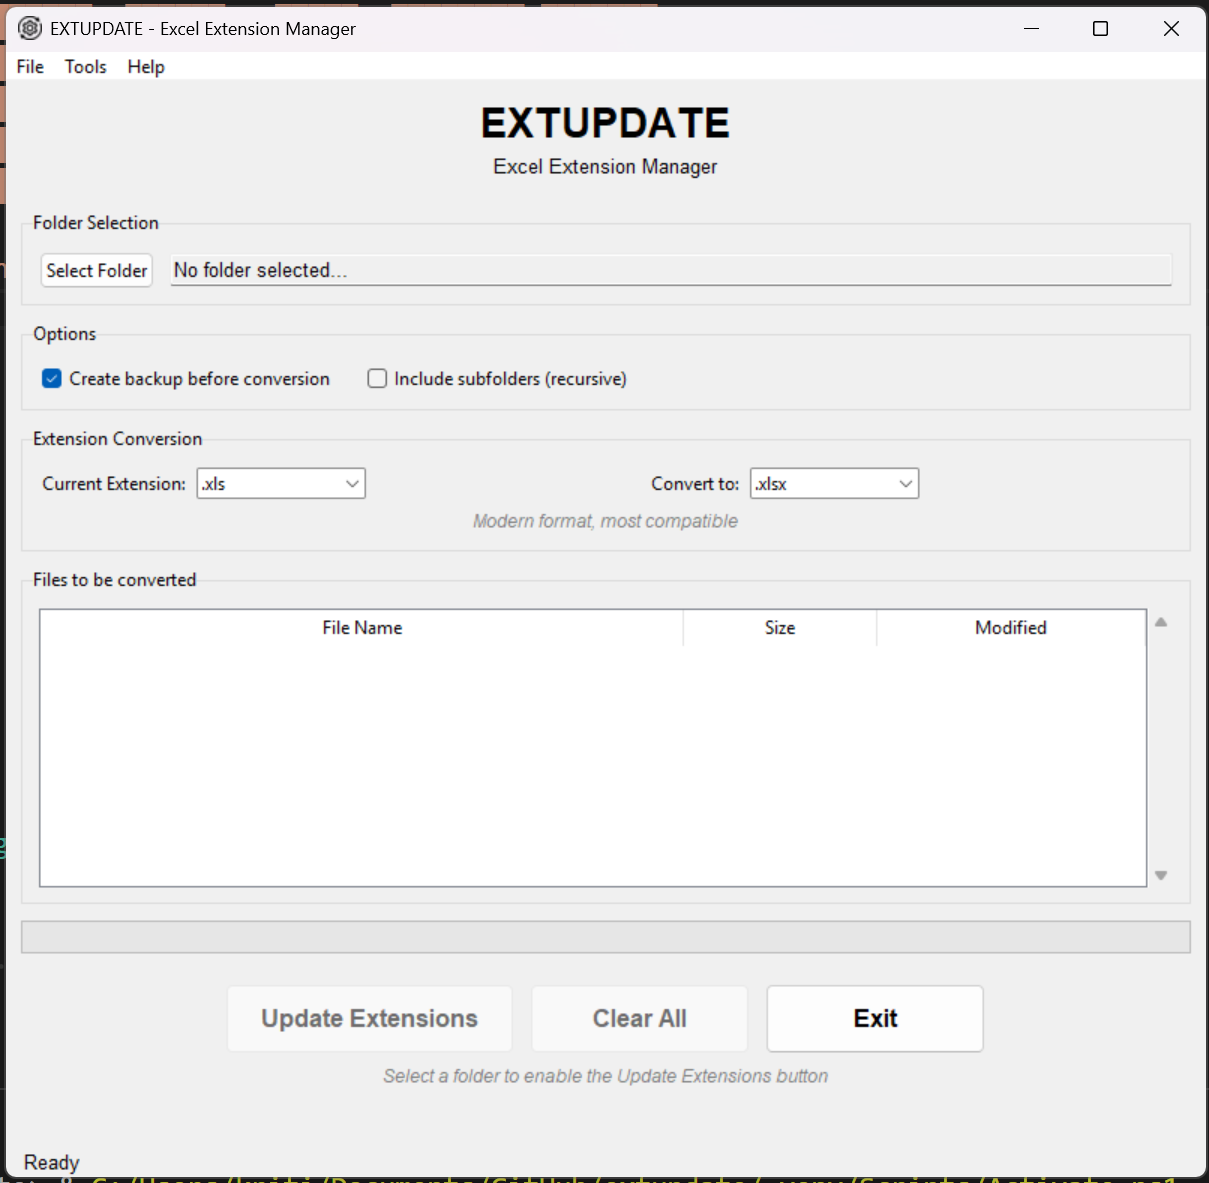 EXTUPDATE - Excel Extension Manager
File Tools Help
EXTUPDATE
Excel Extension Manager
Folder Selection
Select Folder No folder selected...
Options
Create backup before conversion Include subfolders (recursive)
Extension Conversion
Current Extension: .xls Convert to: .xlsx
Modern format, most compatible
Files to be converted
File Name Size Modified
Update Extensions Clear All Exit
Select a folder to enable the Update Extensions button
Ready